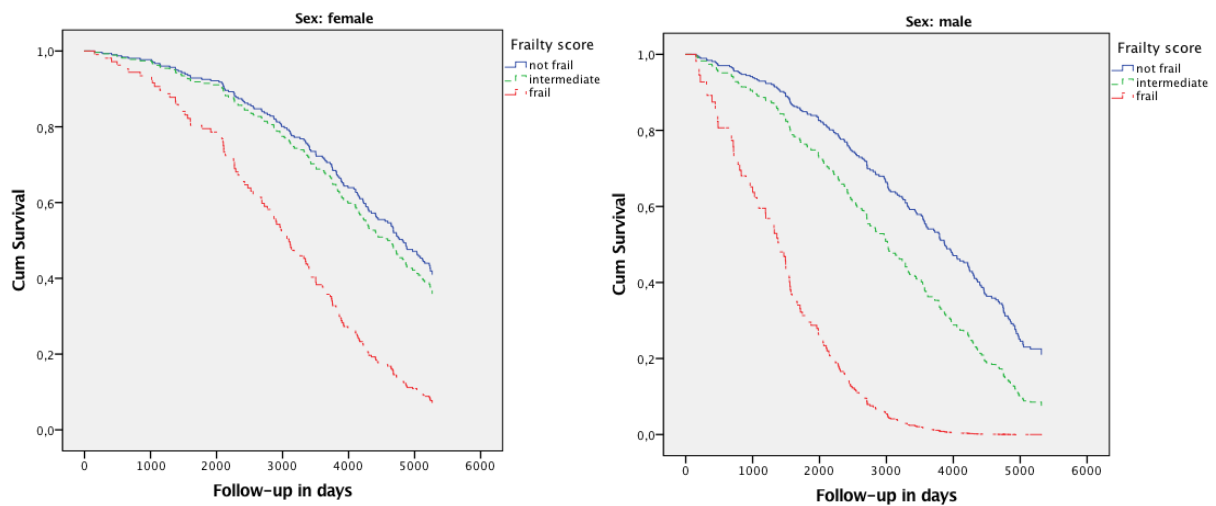 Sex: female
Frailty score
not frail
intermediate
frail
1,0
0,8
0,6
0,4
0,2
0,0
Cum Survival
0 1000 2000 3000 4000 5000 6000
Follow-up in days
Sex: male
Frailty score
not frail
intermediate
frail
1,0
0,8
0,6
0,4
0,2
0,0
Cum Survival
0 1000 2000 3000 4000 5000 6000
Follow-up in days